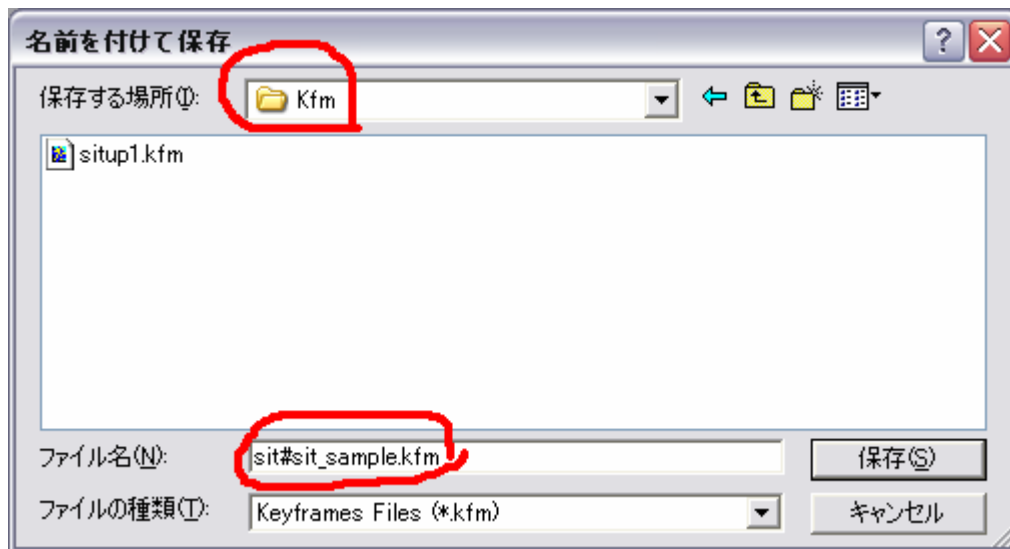 名前を付けて保存
保存する場所(I): Kfm
situp1.kfm
ファイル名(N): sit#sit_sample.kfm 保存(S)
ファイルの種類(T): Keyframes Files (*.kfm) キャンセル